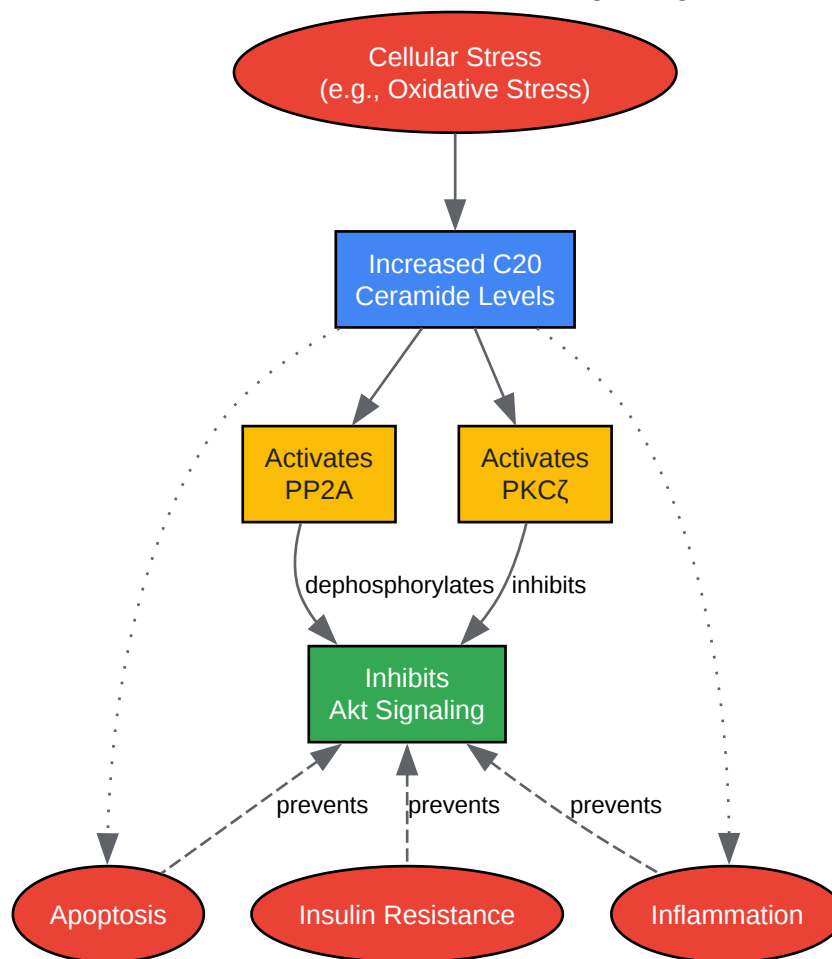 Cellular Stress
(e.g., Oxidative Stress)
Increased C20
Ceramide Levels
Activates
PP2A
Activates
PKCζ
dephosphorylates
inhibits
Inhibits
Akt Signaling
prevents
prevents
prevents
Apoptosis
Insulin Resistance
Inflammation